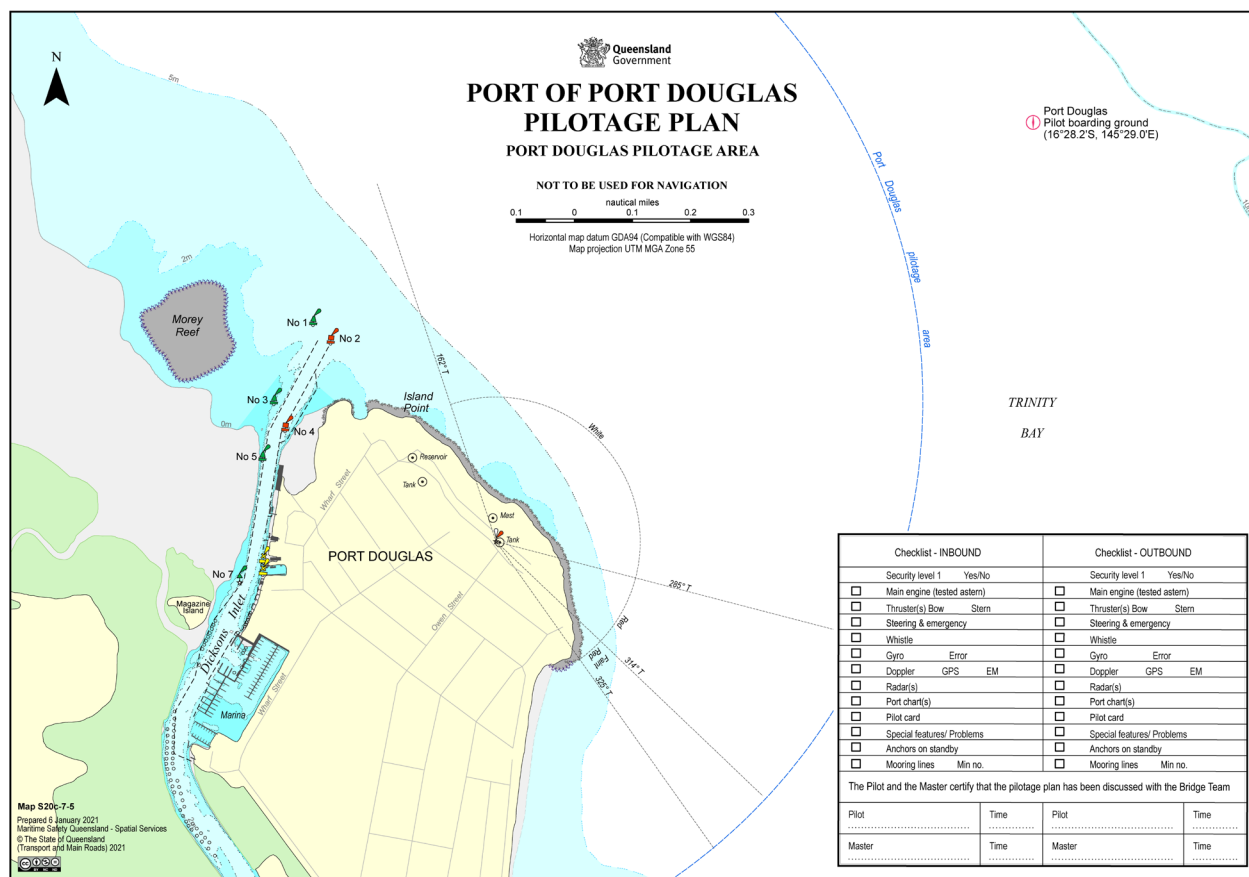 Queensland
Government
PORT OF PORT DOUGLAS
PILOTAGE PLAN
PORT DOUGLAS PILOTAGE AREA
NOT TO BE USED FOR NAVIGATION
nautical miles
0.1 0 0.1 0.2 0.3
Horizontal map datum GDA94 (Compatible with WGS84)
Map projection UTM MGA Zone 55
N
5m
2m
Port Douglas
Pilot boarding ground
(16°28.2'S, 145°29.0'E)
Port Douglas pilotage area
Morey
Reef
No 1
No 2
162° T
No 3
Island
Point
0m
No 4
White
TRINITY
BAY
No 5
Reservoir
Tank
Wharf Street
Mast
Tank
PORT DOUGLAS
No 7
285° T
Magazine
Island
Dicksons Inlet
Owen Street
Red
Faint
Red
314° T
325° T
Wharf Street
Marina
2m
Checklist - INBOUND
Security level 1 Yes/No
Main engine (tested astern)
Thruster(s) Bow Stern
Steering & emergency
Whistle
Gyro Error
Doppler GPS EM
Radar(s)
Port chart(s)
Pilot card
Special features/ Problems
Anchors on standby
Mooring lines Min no.
Checklist - OUTBOUND
Security level 1 Yes/No
Main engine (tested astern)
Thruster(s) Bow Stern
Steering & emergency
Whistle
Gyro Error
Doppler GPS EM
Radar(s)
Port chart(s)
Pilot card
Special features/ Problems
Anchors on standby
Mooring lines Min no.
The Pilot and the Master certify that the pilotage plan has been discussed with the Bridge Team
Pilot Time Pilot Time
Master Time Master Time
Map S20c-7-5
Prepared 6 January 2021
Maritime Safety Queensland - Spatial Services
© The State of Queensland
(Transport and Main Roads) 2021
CC BY NC ND